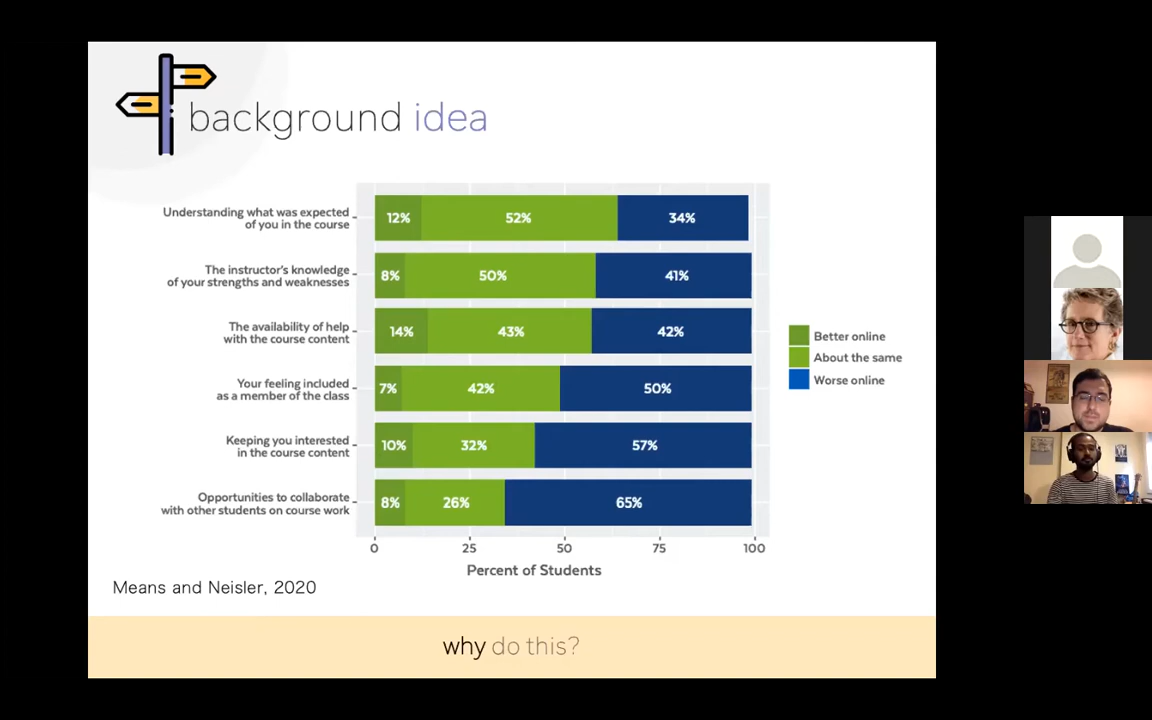 background idea
Understanding what was expected
of you in the course
12% 52% 34%
The instructor's knowledge
of your strengths and weaknesses
8% 50% 41%
The availability of help
with the course content
14% 43% 42%
Your feeling included
as a member of the class
7% 42% 50%
Keeping you interested
in the course content
10% 32% 57%
Opportunities to collaborate
with other students on course work
8% 26% 65%
0 25 50 75 100
Percent of Students
Better online
About the same
Worse online
Means and Neisler, 2020
why do this?